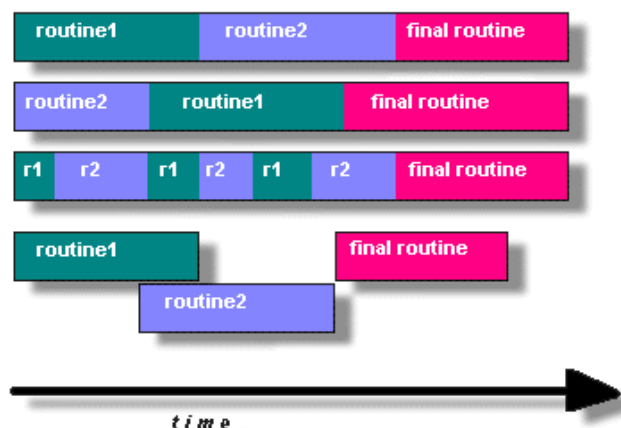 routine1 routine2 final routine
routine2 routine1 final routine
r1 r2 r1 r2 r1 r2 final routine
routine1 final routine
routine2
time